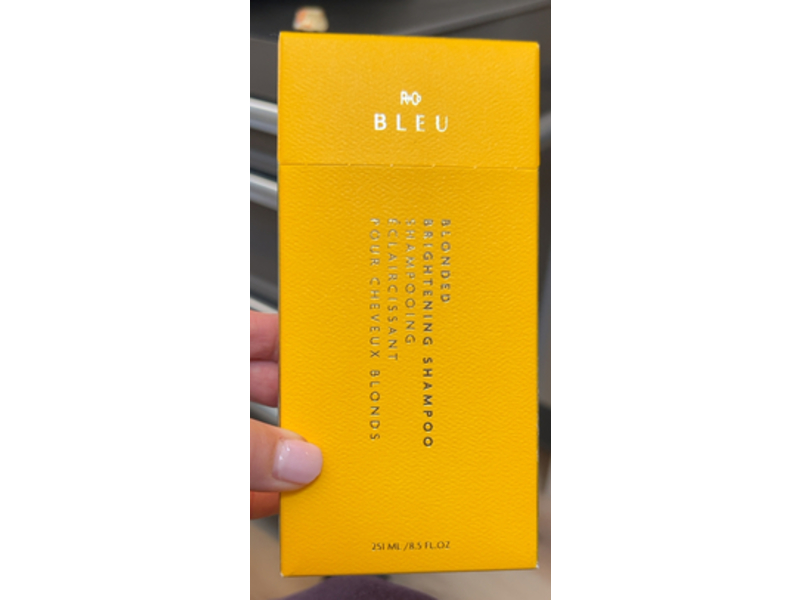 R+Co
BLEU
BLONDED
BRIGHTENING SHAMPOO
SHAMPOOING
ÉCLAIRCISSANT
POUR CHEVEUX BLONDS
251 ML / 8.5 FL.OZ